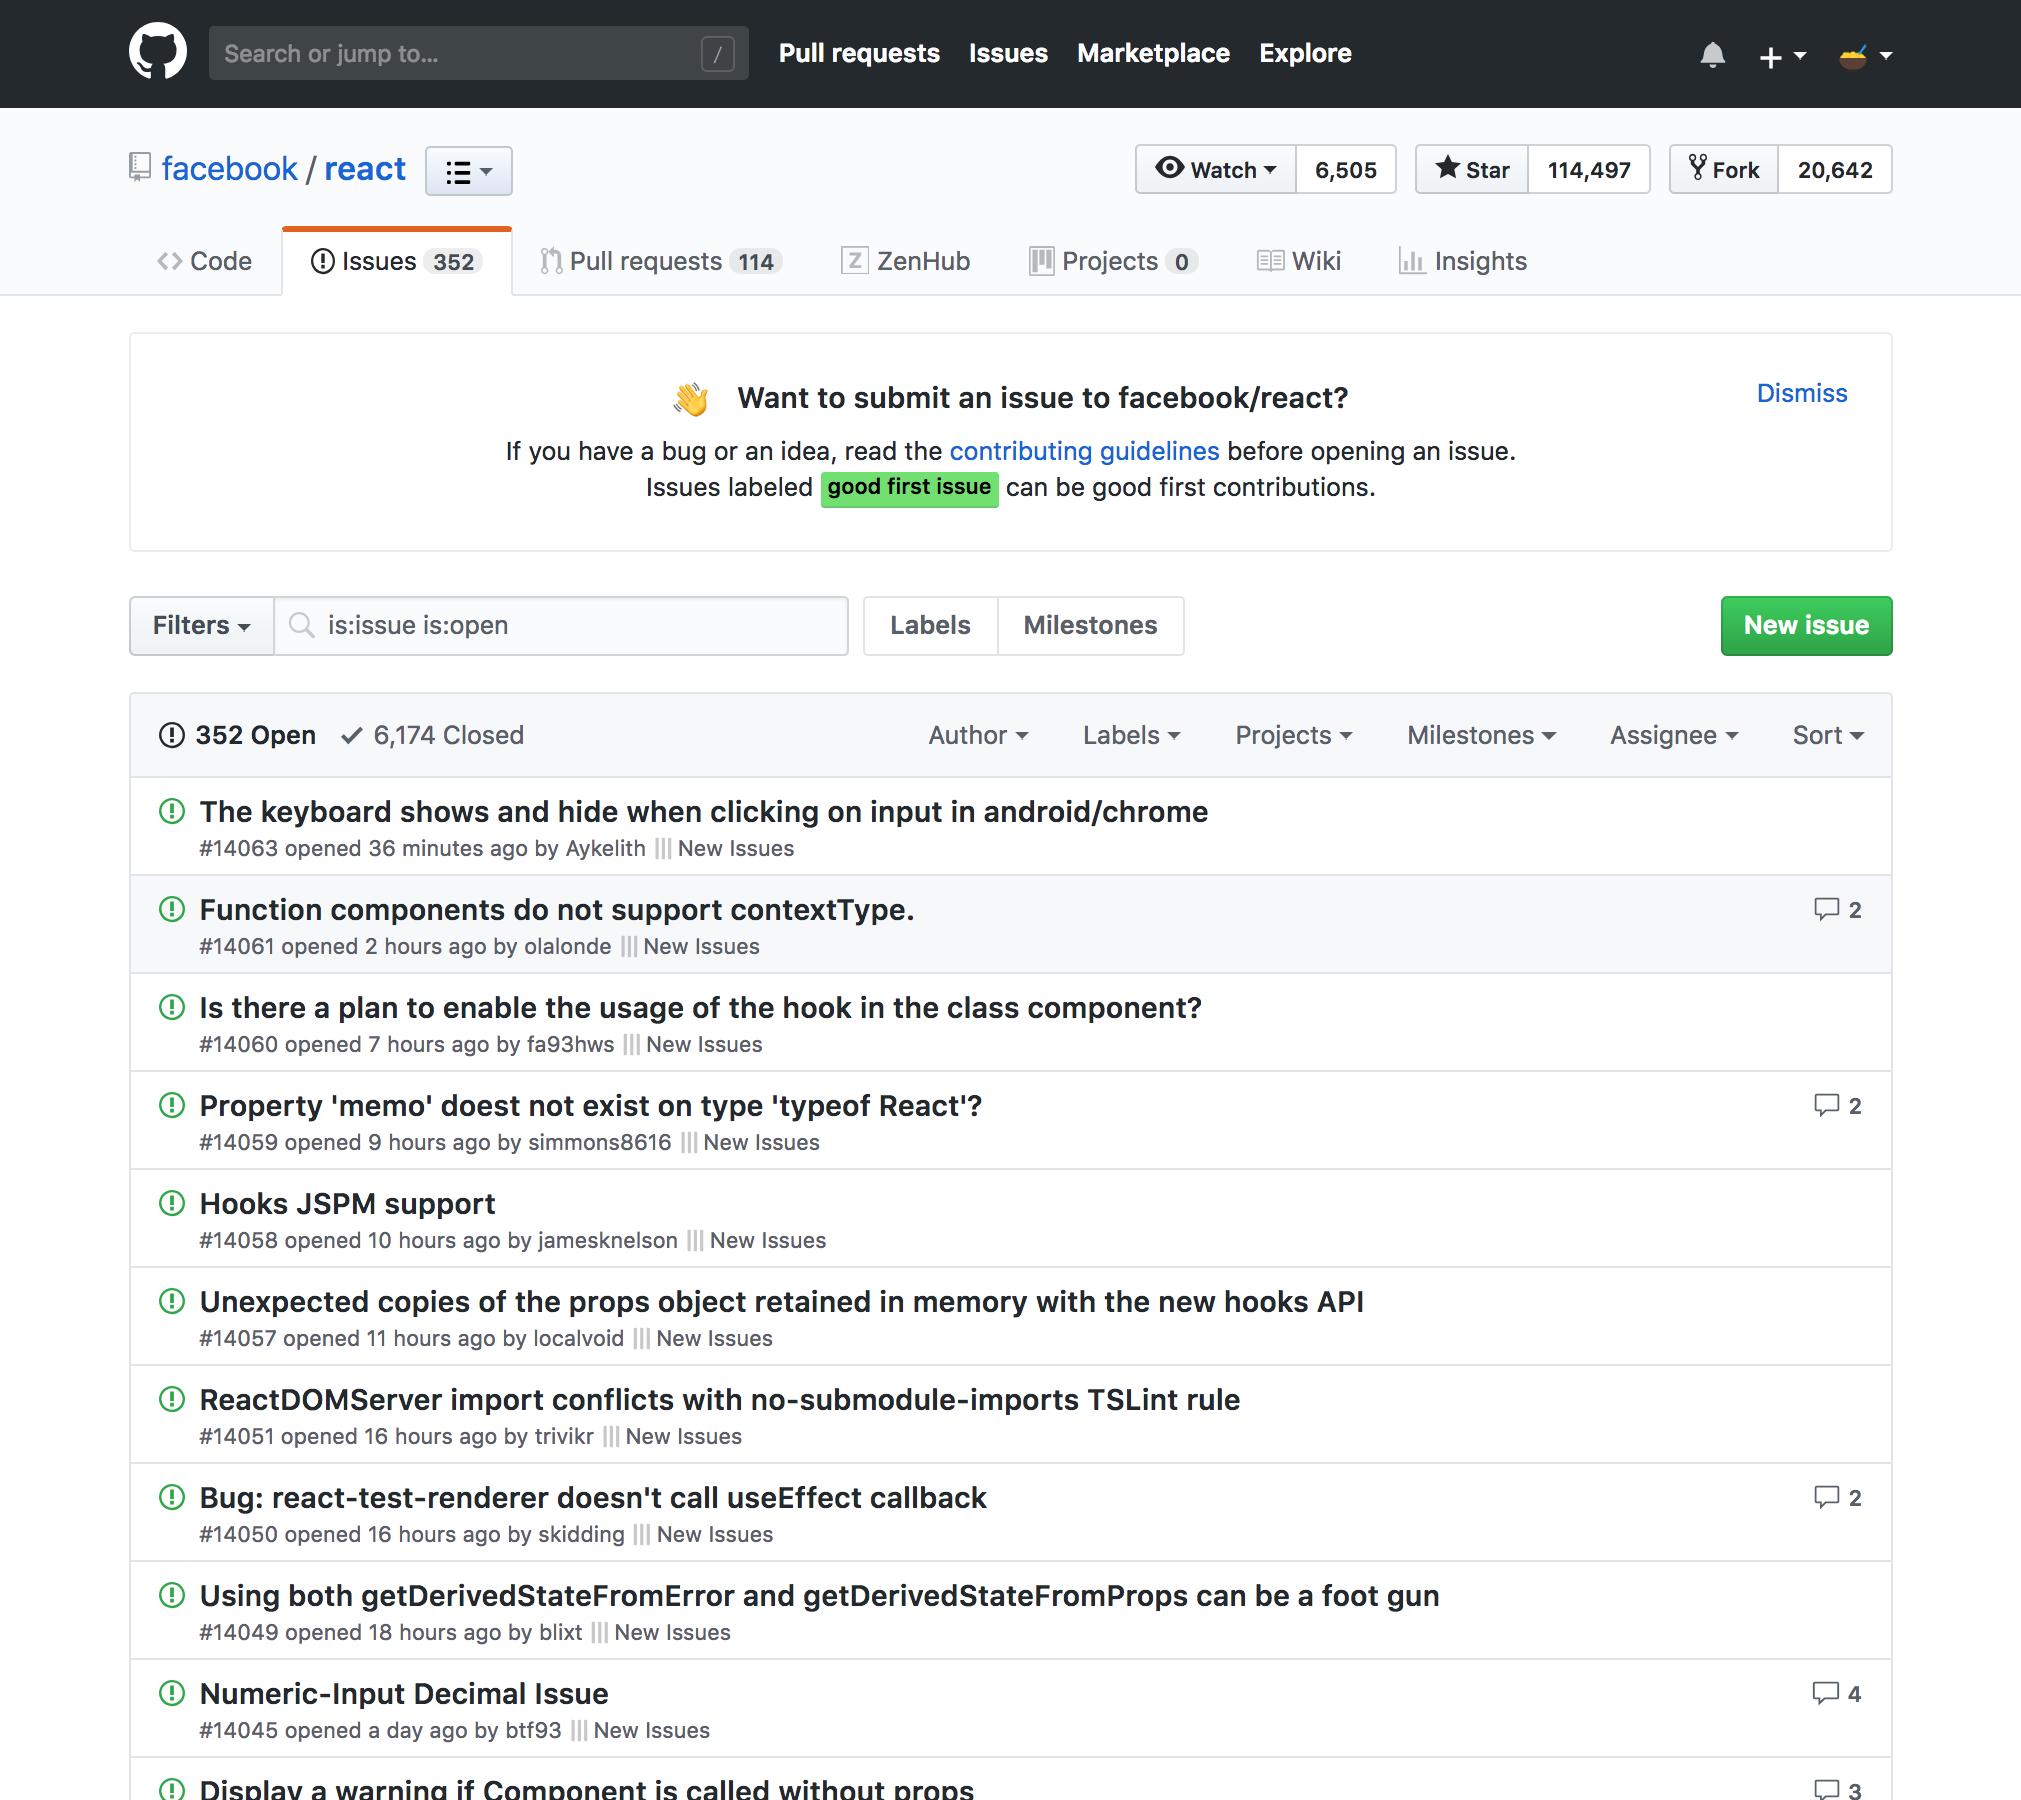 Search or jump to... /
Pull requests Issues Marketplace Explore
facebook / react
Watch 6,505 Star 114,497 Fork 20,642
Code Issues 352 Pull requests 114 Z ZenHub Projects 0 Wiki Insights
Want to submit an issue to facebook/react?
Dismiss
If you have a bug or an idea, read the contributing guidelines before opening an issue.
Issues labeled good first issue can be good first contributions.
Filters is:issue is:open Labels Milestones New issue
352 Open 6,174 Closed Author Labels Projects Milestones Assignee Sort
The keyboard shows and hide when clicking on input in android/chrome
#14063 opened 36 minutes ago by Aykelith New Issues
Function components do not support contextType. 2
#14061 opened 2 hours ago by olalonde New Issues
Is there a plan to enable the usage of the hook in the class component?
#14060 opened 7 hours ago by fa93hws New Issues
Property 'memo' doest not exist on type 'typeof React'? 2
#14059 opened 9 hours ago by simmons8616 New Issues
Hooks JSPM support
#14058 opened 10 hours ago by jamesknelson New Issues
Unexpected copies of the props object retained in memory with the new hooks API
#14057 opened 11 hours ago by localvoid New Issues
ReactDOMServer import conflicts with no-submodule-imports TSLint rule
#14051 opened 16 hours ago by trivikr New Issues
Bug: react-test-renderer doesn't call useEffect callback 2
#14050 opened 16 hours ago by skidding New Issues
Using both getDerivedStateFromError and getDerivedStateFromProps can be a foot gun
#14049 opened 18 hours ago by blixt New Issues
Numeric-Input Decimal Issue 4
#14045 opened a day ago by btf93 New Issues
Display a warning if Component is called without props 3